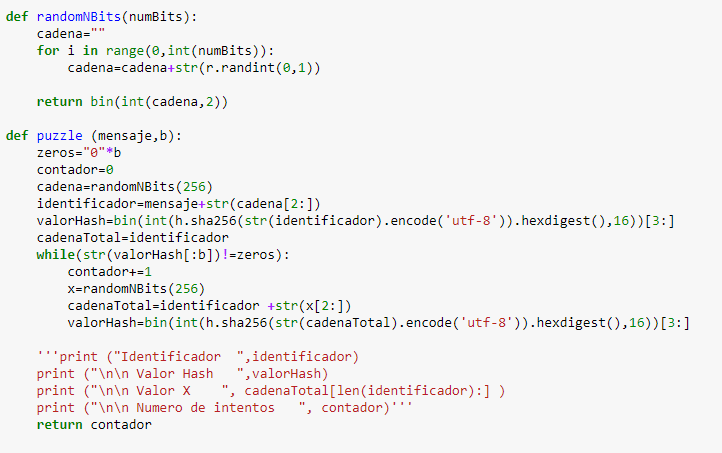 def randomNBits(numBits):
    cadena=""
    for i in range(0,int(numBits)):
        cadena=cadena+str(r.randint(0,1))

    return bin(int(cadena,2))

def puzzle (mensaje,b):
    zeros="0"*b
    contador=0
    cadena=randomNBits(256)
    identificador=mensaje+str(cadena[2:])
    valorHash=bin(int(h.sha256(str(identificador).encode('utf-8')).hexdigest(),16))[3:]
    cadenaTotal=identificador
    while(str(valorHash[:b])!=zeros):
        contador+=1
        x=randomNBits(256)
        cadenaTotal=identificador +str(x[2:])
        valorHash=bin(int(h.sha256(str(cadenaTotal).encode('utf-8')).hexdigest(),16))[3:]

    '''print ("Identificador  ",identificador)
    print ("\n\n Valor Hash   ",valorHash)
    print ("\n\n Valor X    ", cadenaTotal[len(identificador):] )
    print ("\n\n Numero de intentos   ", contador)'''
    return contador